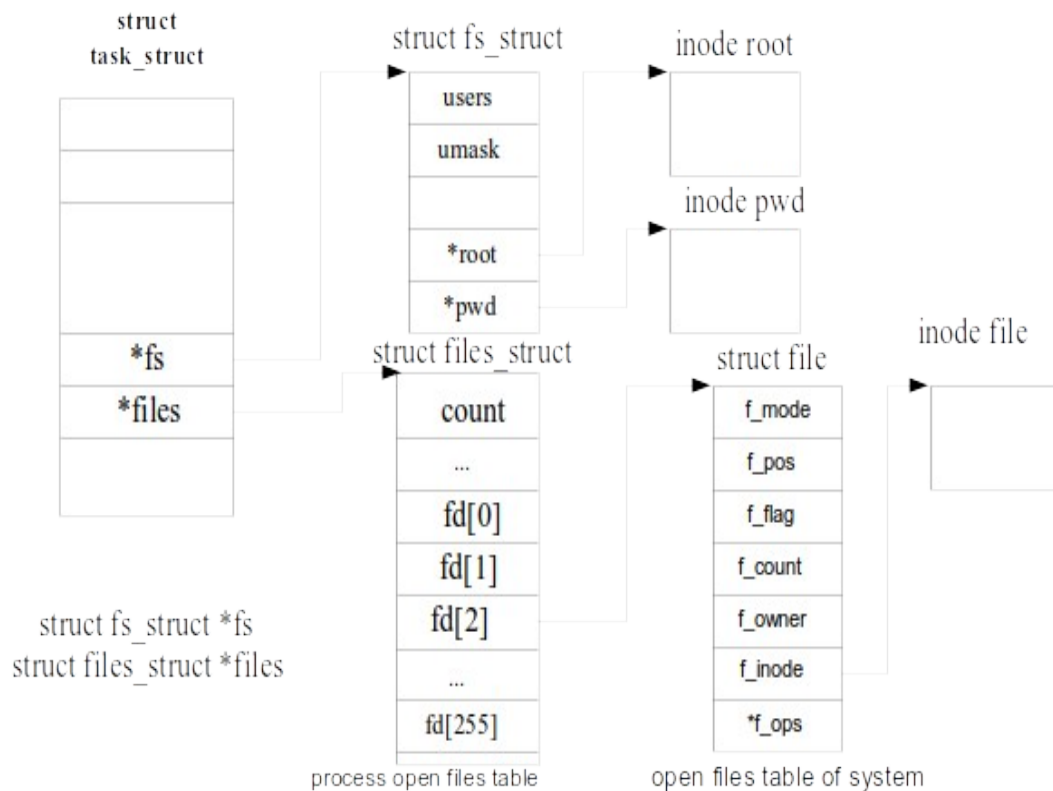 struct
task_struct
*fs
*files
struct fs_struct *fs
struct files_struct *files
struct fs_struct
users
umask
*root
*pwd
struct files_struct
count
...
fd[0]
fd[1]
fd[2]
...
fd[255]
process open files table
inode root
inode pwd
struct file
f_mode
f_pos
f_flag
f_count
f_owner
f_inode
*f_ops
open files table of system
inode file